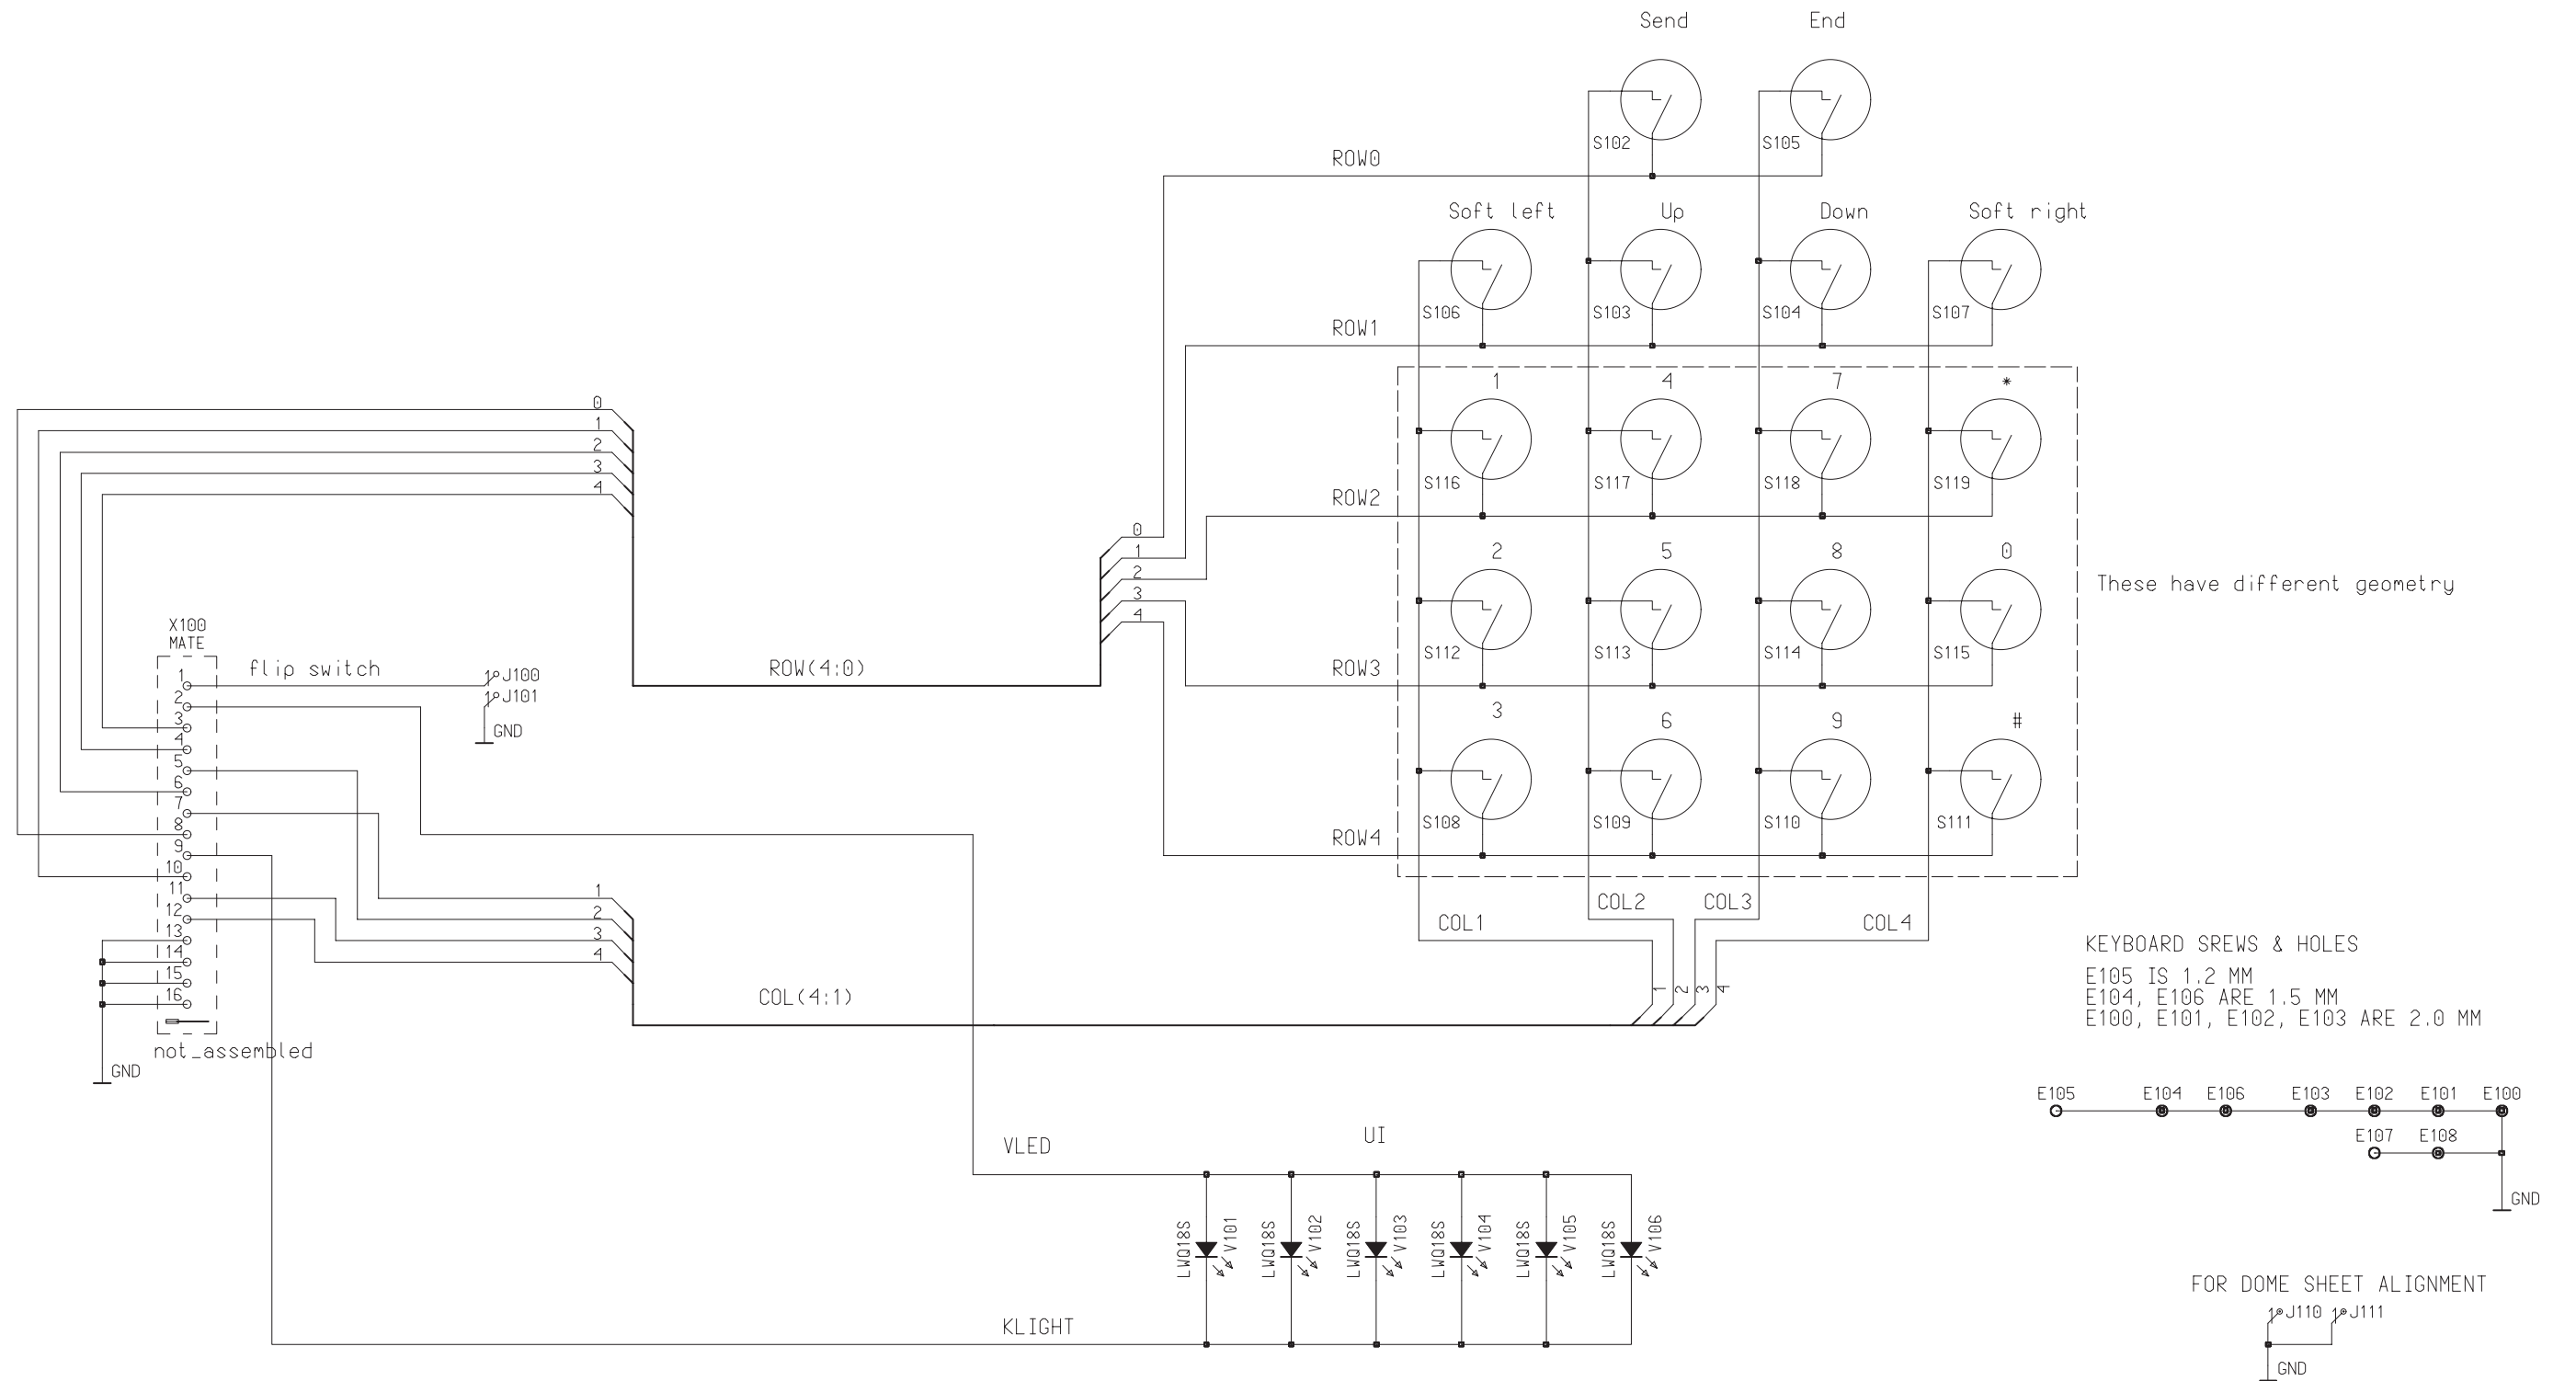 Send End
S102 S105
ROW0
Soft left Up Down Soft right
S106 S103 S104 S107
ROW1
1 4 7 *
S116 S117 S118 S119
ROW2
0
1
2
3
4
0
1
2
3
4
2 5 8 0
These have different geometry
S112 S113 S114 S115
ROW3
ROW(4:0)
3 6 9 #
S108 S109 S110 S111
ROW4
X100
MATE
flip switch
1 J100
1 J101
GND
1
2
3
4
5
6
7
8
9
10
11
12
13
14
15
16
not_assembled
GND
1
2
3
4
COL(4:1)
COL1 COL2 COL3 COL4
1 2 3 4
KEYBOARD SREWS & HOLES
E105 IS 1.2 MM
E104, E106 ARE 1.5 MM
E100, E101, E102, E103 ARE 2.0 MM
E105 E104 E106 E103 E102 E101 E100
E107 E108
GND
VLED
UI
LWQ18S V101 LWQ18S V102 LWQ18S V103 LWQ18S V104 LWQ18S V105 LWQ18S V106
KLIGHT
FOR DOME SHEET ALIGNMENT
1 J110 1 J111
GND